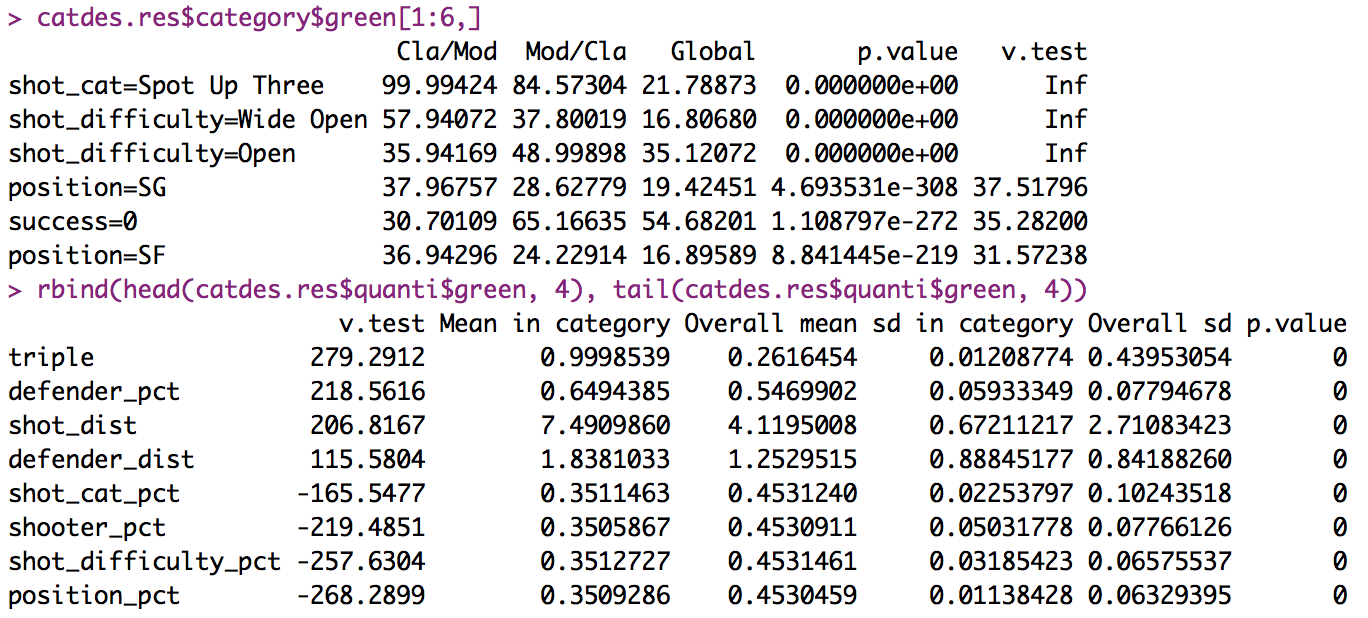 > catdes.res$category$green[1:6,]
Cla/Mod Mod/Cla Global p.value v.test
shot_cat=Spot Up Three 99.99424 84.57304 21.78873 0.000000e+00 Inf
shot_difficulty=Wide Open 57.94072 37.80019 16.80680 0.000000e+00 Inf
shot_difficulty=Open 35.94169 48.99898 35.12072 0.000000e+00 Inf
position=SG 37.96757 28.62779 19.42451 4.693531e-308 37.51796
success=0 30.70109 65.16635 54.68201 1.108797e-272 35.28200
position=SF 36.94296 24.22914 16.89589 8.841445e-219 31.57238
> rbind(head(catdes.res$quanti$green, 4), tail(catdes.res$quanti$green, 4))
v.test Mean in category Overall mean sd in category Overall sd p.value
triple 279.2912 0.9998539 0.2616454 0.01208774 0.43953054 0
defender_pct 218.5616 0.6494385 0.5469902 0.05933349 0.07794678 0
shot_dist 206.8167 7.4909860 4.1195008 0.67211217 2.71083423 0
defender_dist 115.5804 1.8381033 1.2529515 0.88845177 0.84188260 0
shot_cat_pct -165.5477 0.3511463 0.4531240 0.02253797 0.10243518 0
shooter_pct -219.4851 0.3505867 0.4530911 0.05031778 0.07766126 0
shot_difficulty_pct -257.6304 0.3512727 0.4531461 0.03185423 0.06575537 0
position_pct -268.2899 0.3509286 0.4530459 0.01138428 0.06329395 0